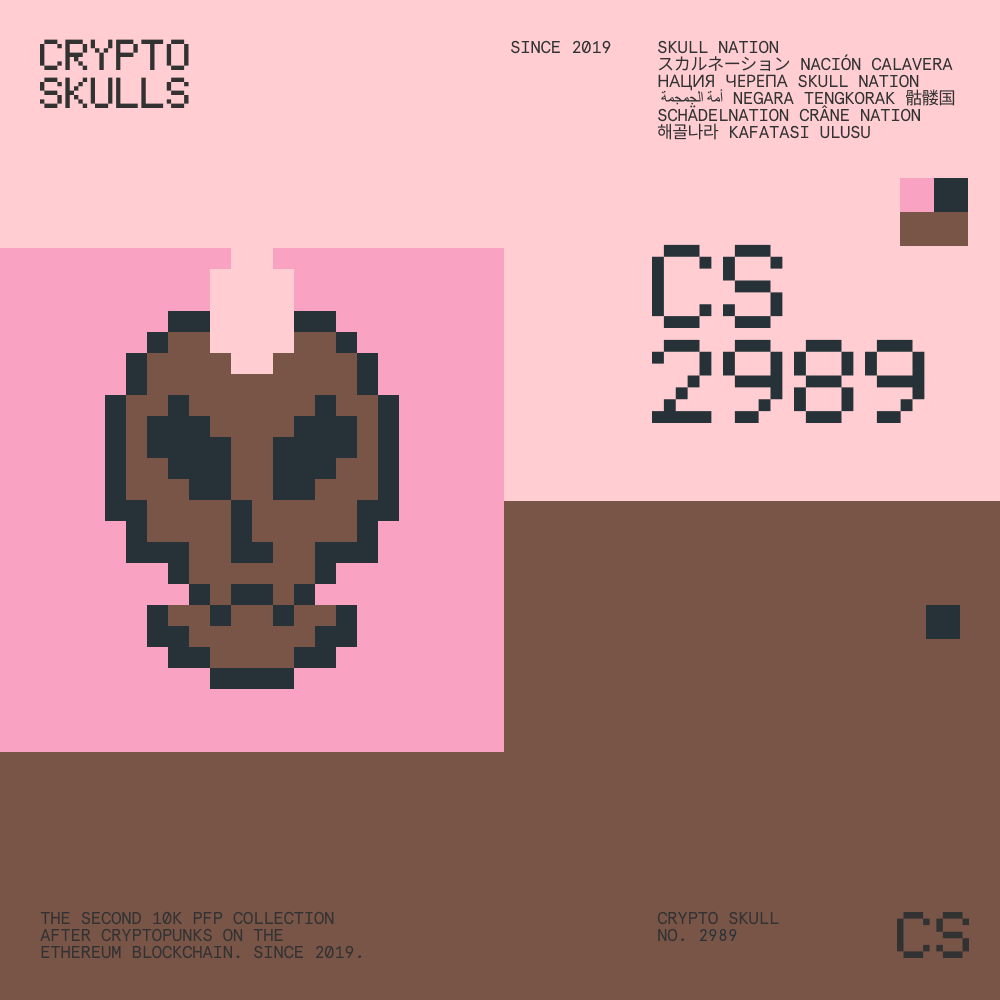 CRYPTO
SKULLS
SINCE 2019
SKULL NATION
スカルネーション NACIÓN CALAVERA
НАЦИЯ ЧЕРЕПА SKULL NATION
أمة الجمجمة NEGARA TENGKORAK 骷髅国
SCHÄDELNATION CRÂNE NATION
해골나라 KAFATASI ULUSU
CS
2989
THE SECOND 10K PFP COLLECTION
AFTER CRYPTOPUNKS ON THE
ETHEREUM BLOCKCHAIN. SINCE 2019.
CRYPTO SKULL
NO. 2989
CS